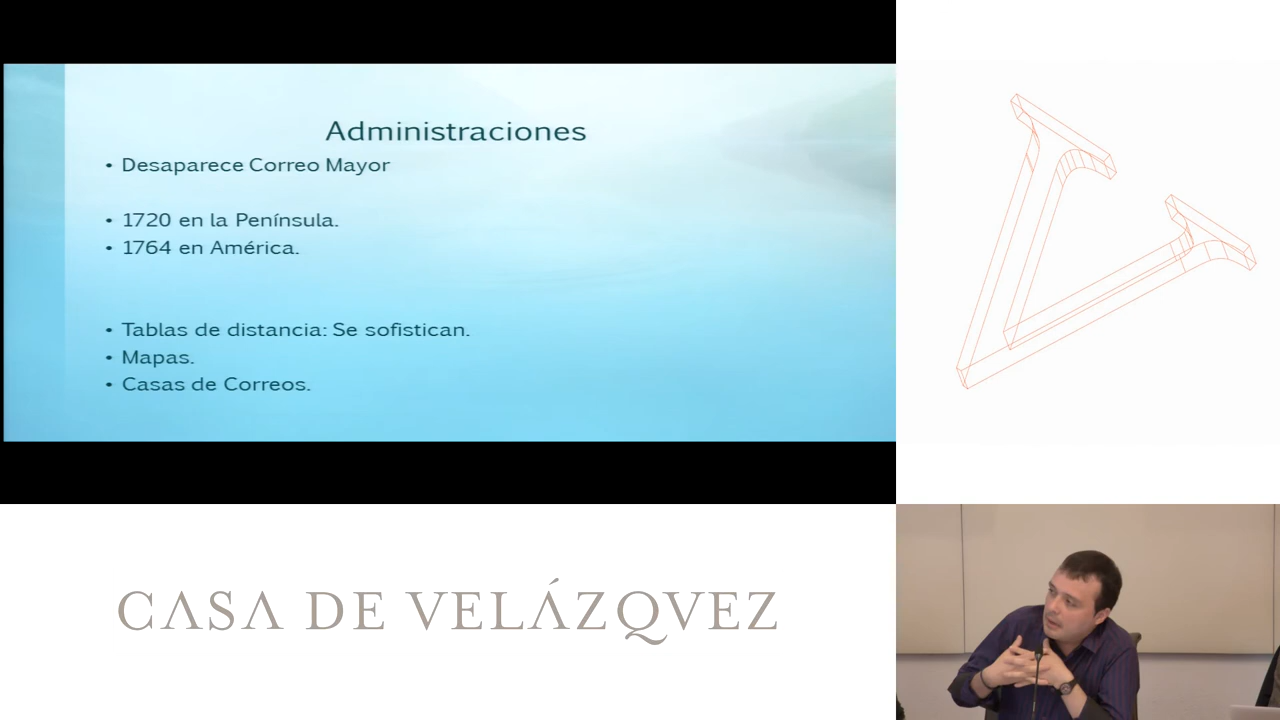 Administraciones
• Desaparece Correo Mayor
• 1720 en la Península.
• 1764 en América.
• Tablas de distancia: Se sofistican.
• Mapas.
• Casas de Correos.
CASA DE VELÁZQVEZ